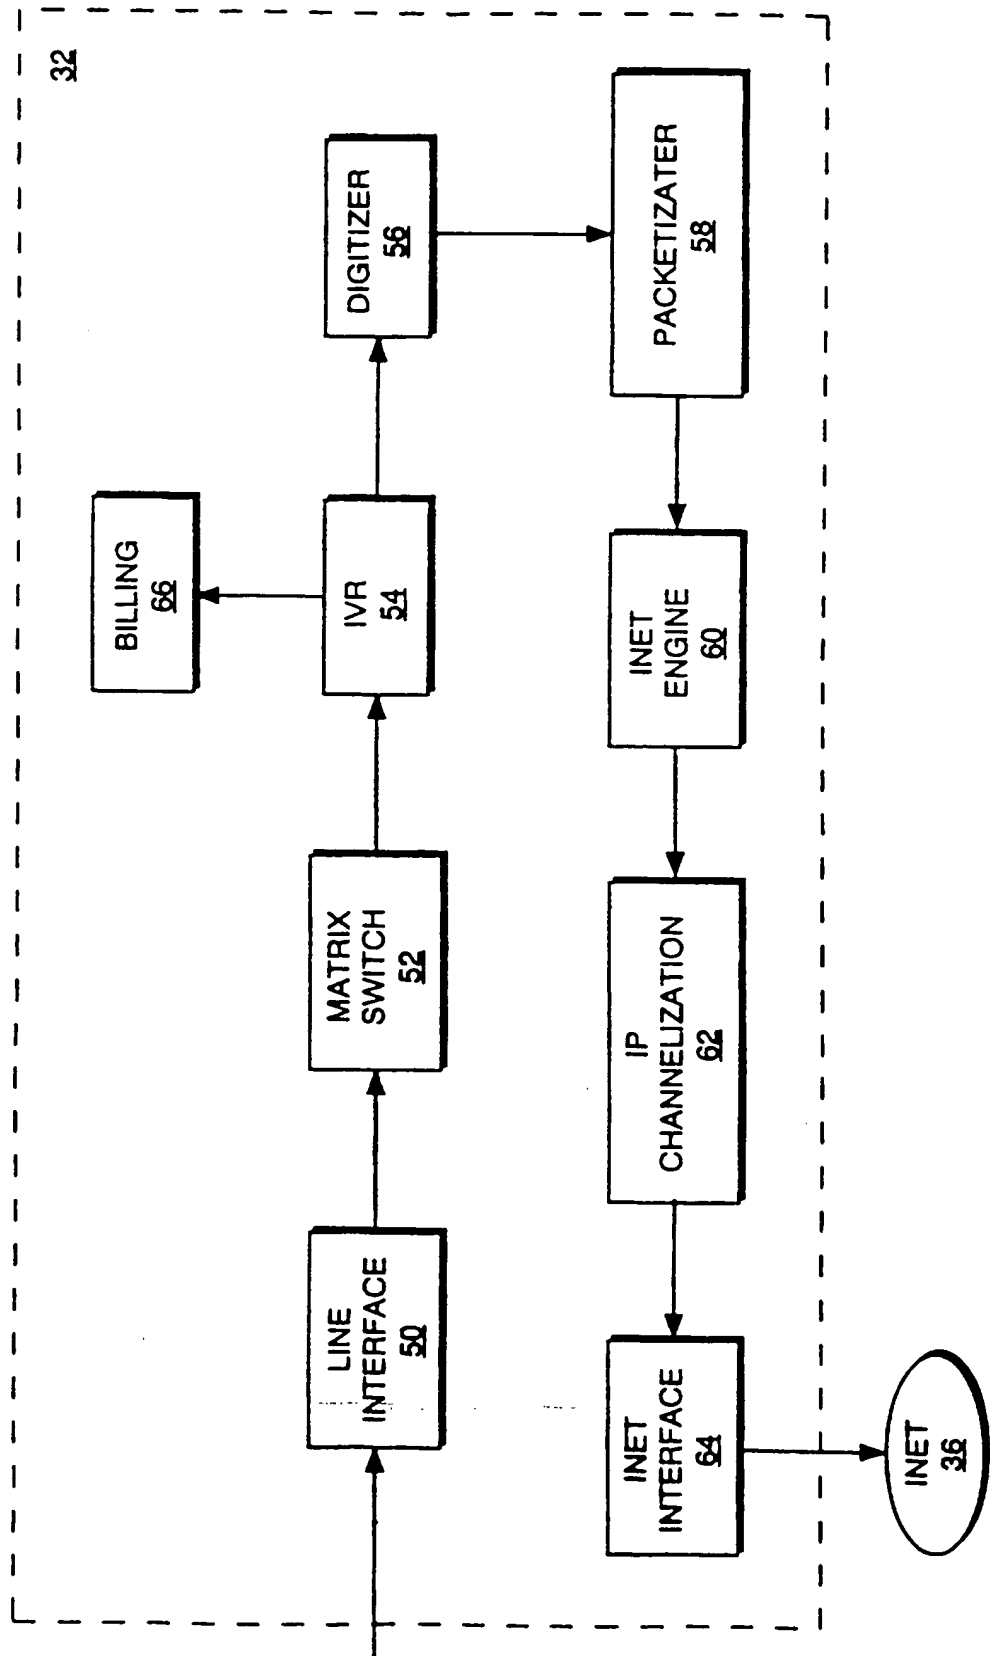 32
BILLING
66
LINE
INTERFACE
50
MATRIX
SWITCH
52
IVR
54
DIGITIZER
56
INET
INTERFACE
64
IP
CHANNELIZATION
62
INET
ENGINE
60
PACKETIZATER
58
INET
36